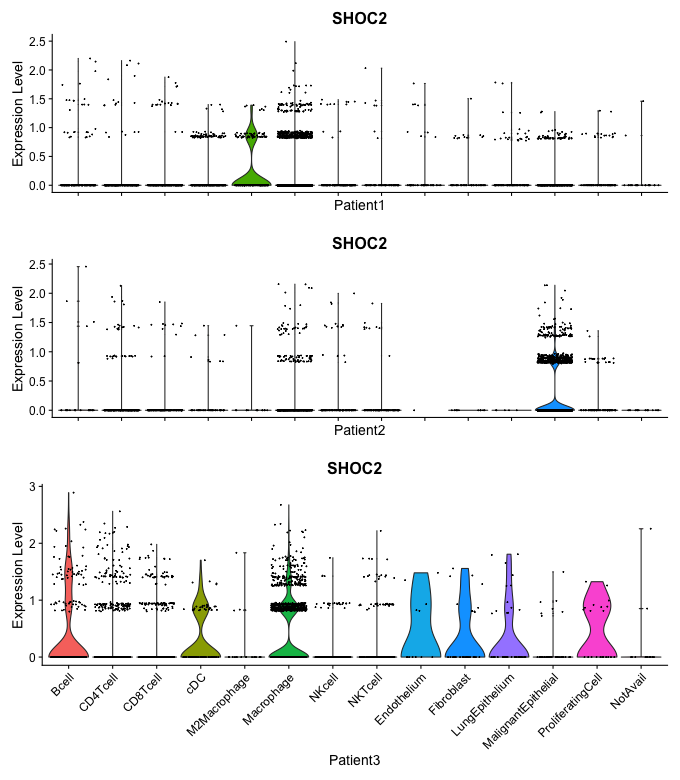 SHOC2
2.5
2.0
1.5
1.0
0.5
0.0
Expression Level
Patient1
SHOC2
2.5
2.0
1.5
1.0
0.5
0.0
Expression Level
Patient2
SHOC2
3
2
1
0
Expression Level
Bcell
CD4Tcell
CD8Tcell
cDC
M2Macrophage
Macrophage
NKcell
NKTcell
Endothelium
Fibroblast
LungEpithelium
MalignantEpithelial
ProliferatingCell
NotAvail
Patient3